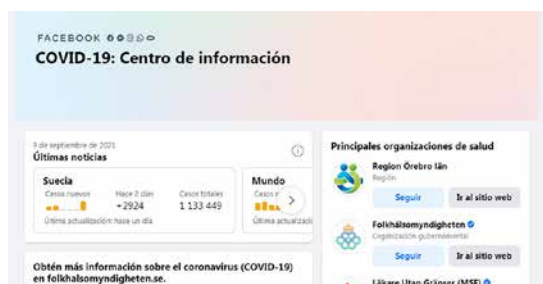 FACEBOOK
COVID-19: Centro de información
9 de septiembre de 2021
Últimas noticias
Suecia
Casos nuevos
Hace 2 días
+2924
Casos totales
1 133 449
Última actualización: hace un día
Mundo
Casos
Última actualizació
Obtén más información sobre el coronavirus (COVID-19)
en folkhalsomyndigheten.se.
Principales organizaciones de salud
Region Örebro län
Región
Seguir
Ir al sitio web
Folkhälsomyndigheten
Organización gubernamental
Seguir
Ir al sitio web
Läkare Utan Gränser (MSF)